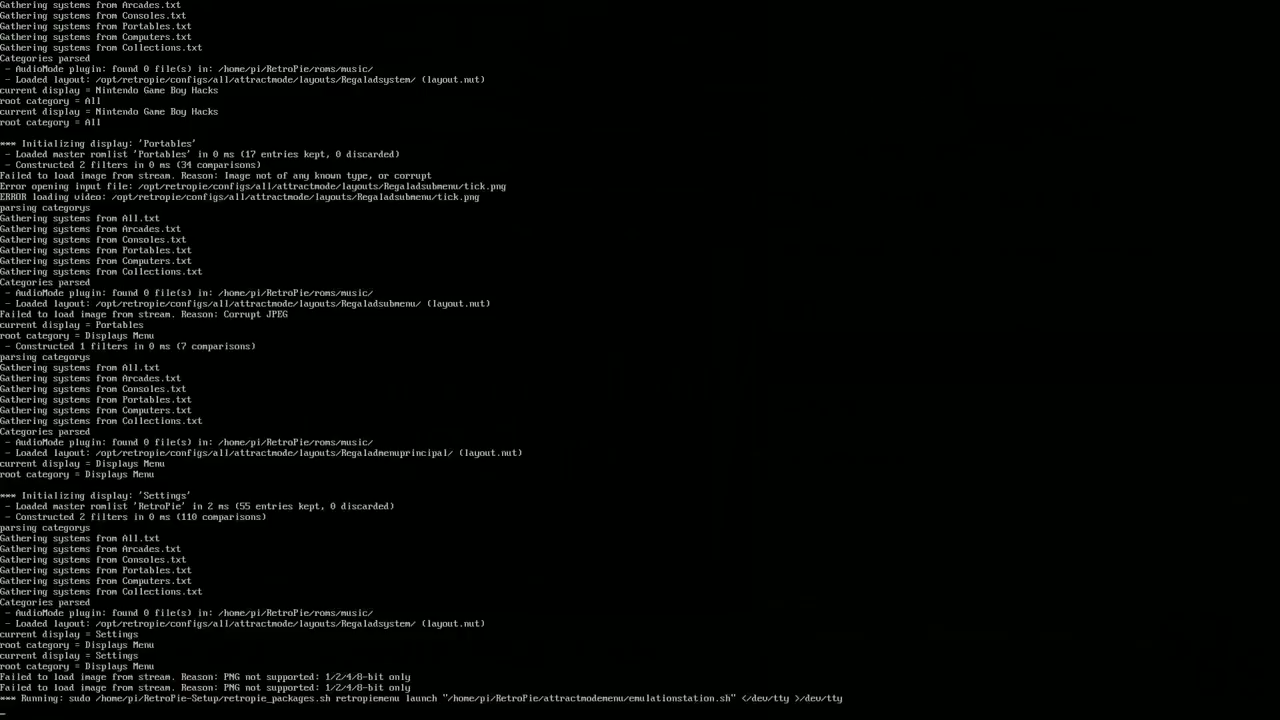 Gathering systems from Arcades.txt
Gathering systems from Consoles.txt
Gathering systems from Portables.txt
Gathering systems from Computers.txt
Gathering systems from Collections.txt
Categories parsed
- AudioMode plugin: found 0 file(s) in: /home/pi/RetroPie/roms/music/
- Loaded layout: /opt/retropie/configs/all/attractmode/layouts/Regaladsystem/ (layout.nut)
current display = Nintendo Game Boy Hacks
root category = All
current display = Nintendo Game Boy Hacks
root category = All
*** Initializing display: 'Portables'
- Loaded master romlist 'Portables' in 0 ms (17 entries kept, 0 discarded)
- Constructed 2 filters in 0 ms (34 comparisons)
Failed to load image from stream. Reason: Image not of any known type, or corrupt
Error opening input file: /opt/retropie/configs/all/attractmode/layouts/Regaladsubmenu/tick.png
ERROR loading video: /opt/retropie/configs/all/attractmode/layouts/Regaladsubmenu/tick.png
parsing categorys
Gathering systems from All.txt
Gathering systems from Arcades.txt
Gathering systems from Consoles.txt
Gathering systems from Portables.txt
Gathering systems from Computers.txt
Gathering systems from Collections.txt
Categories parsed
- AudioMode plugin: found 0 file(s) in: /home/pi/RetroPie/roms/music/
- Loaded layout: /opt/retropie/configs/all/attractmode/layouts/Regaladsubmenu/ (layout.nut)
Failed to load image from stream. Reason: Corrupt JPEG
current display = Portables
root category = Displays Menu
- Constructed 1 filters in 0 ms (7 comparisons)
parsing categorys
Gathering systems from All.txt
Gathering systems from Arcades.txt
Gathering systems from Consoles.txt
Gathering systems from Portables.txt
Gathering systems from Computers.txt
Gathering systems from Collections.txt
Categories parsed
- AudioMode plugin: found 0 file(s) in: /home/pi/RetroPie/roms/music/
- Loaded layout: /opt/retropie/configs/all/attractmode/layouts/Regaladmenuprincipal/ (layout.nut)
current display = Displays Menu
root category = Displays Menu
*** Initializing display: 'Settings'
- Loaded master romlist 'RetroPie' in 2 ms (55 entries kept, 0 discarded)
- Constructed 2 filters in 0 ms (110 comparisons)
parsing categorys
Gathering systems from All.txt
Gathering systems from Arcades.txt
Gathering systems from Consoles.txt
Gathering systems from Portables.txt
Gathering systems from Computers.txt
Gathering systems from Collections.txt
Categories parsed
- AudioMode plugin: found 0 file(s) in: /home/pi/RetroPie/roms/music/
- Loaded layout: /opt/retropie/configs/all/attractmode/layouts/Regaladsystem/ (layout.nut)
current display = Settings
root category = Displays Menu
current display = Settings
root category = Displays Menu
Failed to load image from stream. Reason: PNG not supported: 1/2/4/8-bit only
Failed to load image from stream. Reason: PNG not supported: 1/2/4/8-bit only
*** Running: sudo /home/pi/RetroPie-Setup/retropie_packages.sh retropiemenu launch "/home/pi/RetroPie/attractmodemenu/emulationstation.sh" </dev/tty >/dev/tty